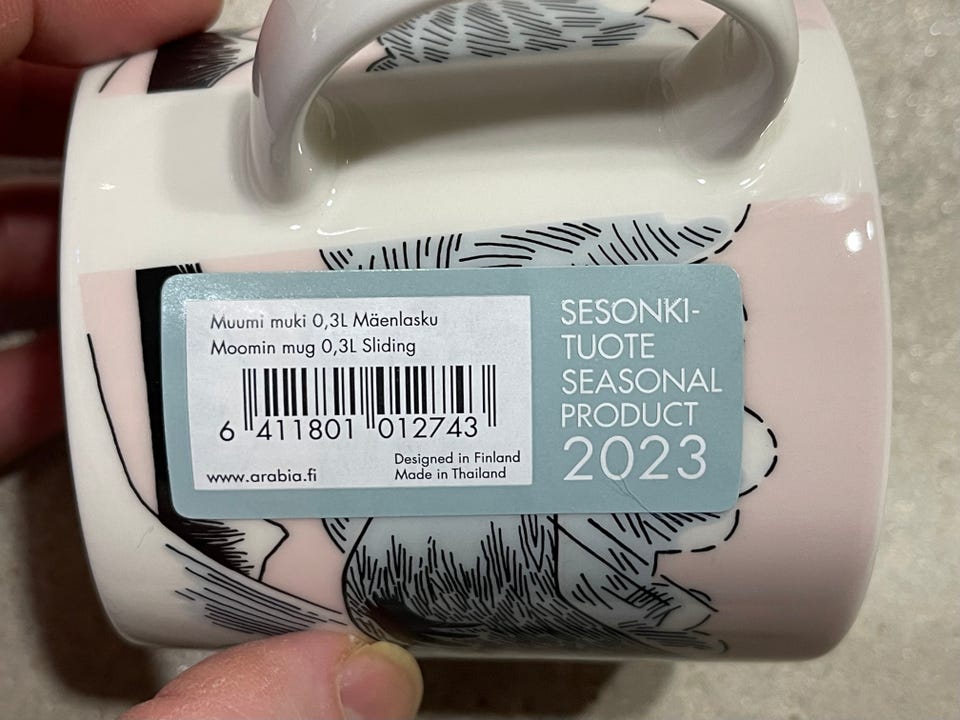 Muumi muki 0,3L Mäenlasku
Moomin mug 0,3L Sliding
6 411801 012743
www.arabia.fi
Designed in Finland
Made in Thailand
SESONKI-
TUOTE
SEASONAL
PRODUCT
2023